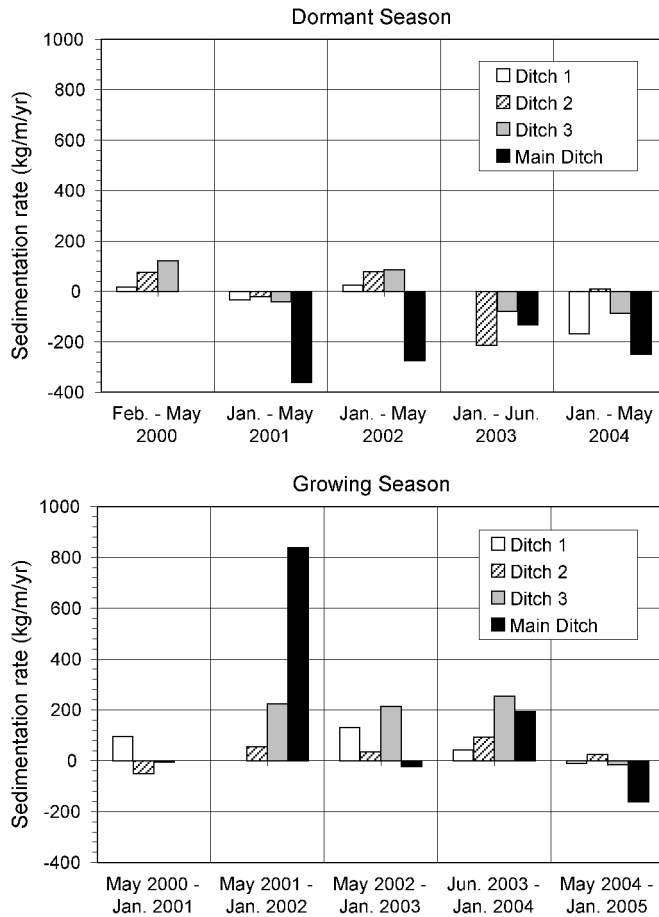 Dormant Season
Sedimentation rate (kg/m/yr)
1000
800
600
400
200
0
-200
-400
Ditch 1
Ditch 2
Ditch 3
Main Ditch
Feb. - May
2000
Jan. - May
2001
Jan. - May
2002
Jan. - Jun.
2003
Jan. - May
2004
Growing Season
Sedimentation rate (kg/m/yr)
1000
800
600
400
200
0
-200
-400
Ditch 1
Ditch 2
Ditch 3
Main Ditch
May 2000 -
Jan. 2001
May 2001 -
Jan. 2002
May 2002 -
Jan. 2003
Jun. 2003 -
Jan. 2004
May 2004 -
Jan. 2005